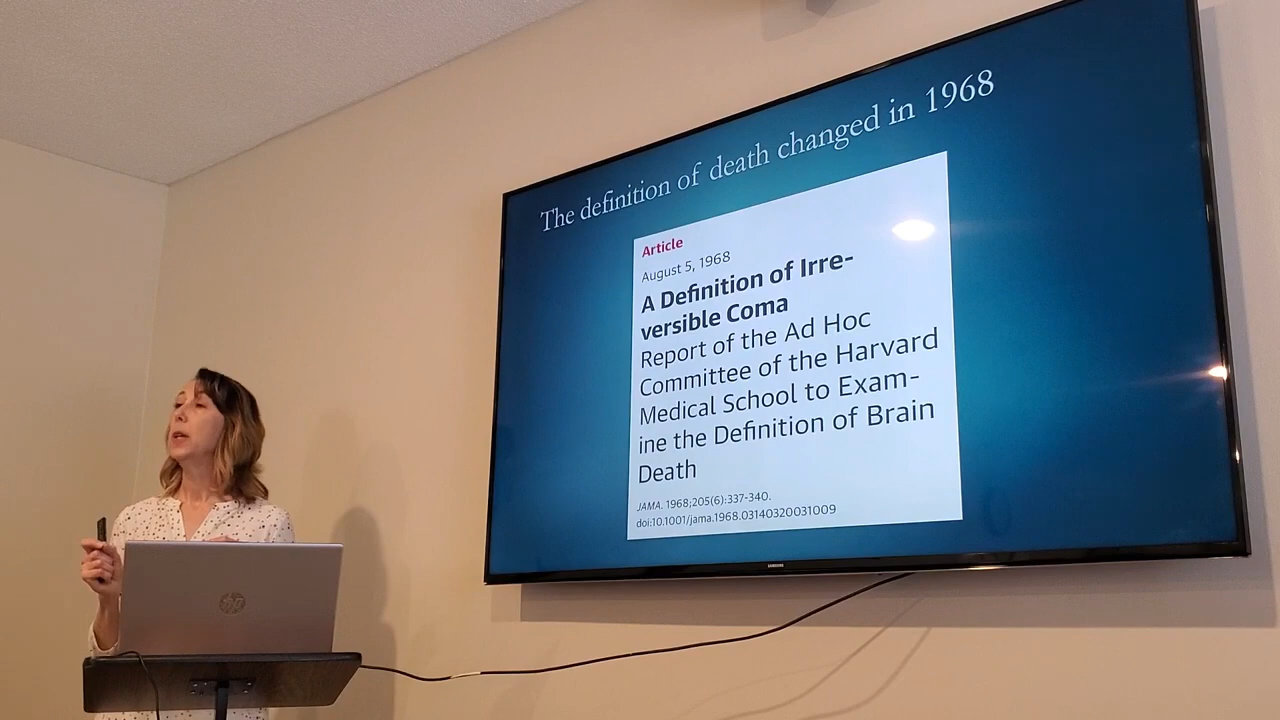 The definition of death changed in 1968
Article
August 5, 1968
A Definition of Irre-
versible Coma
Report of the Ad Hoc
Committee of the Harvard
Medical School to Exam-
ine the Definition of Brain
Death
JAMA. 1968;205(6):337-340.
doi:10.1001/jama.1968.03140320031009
SAMSUNG
hp